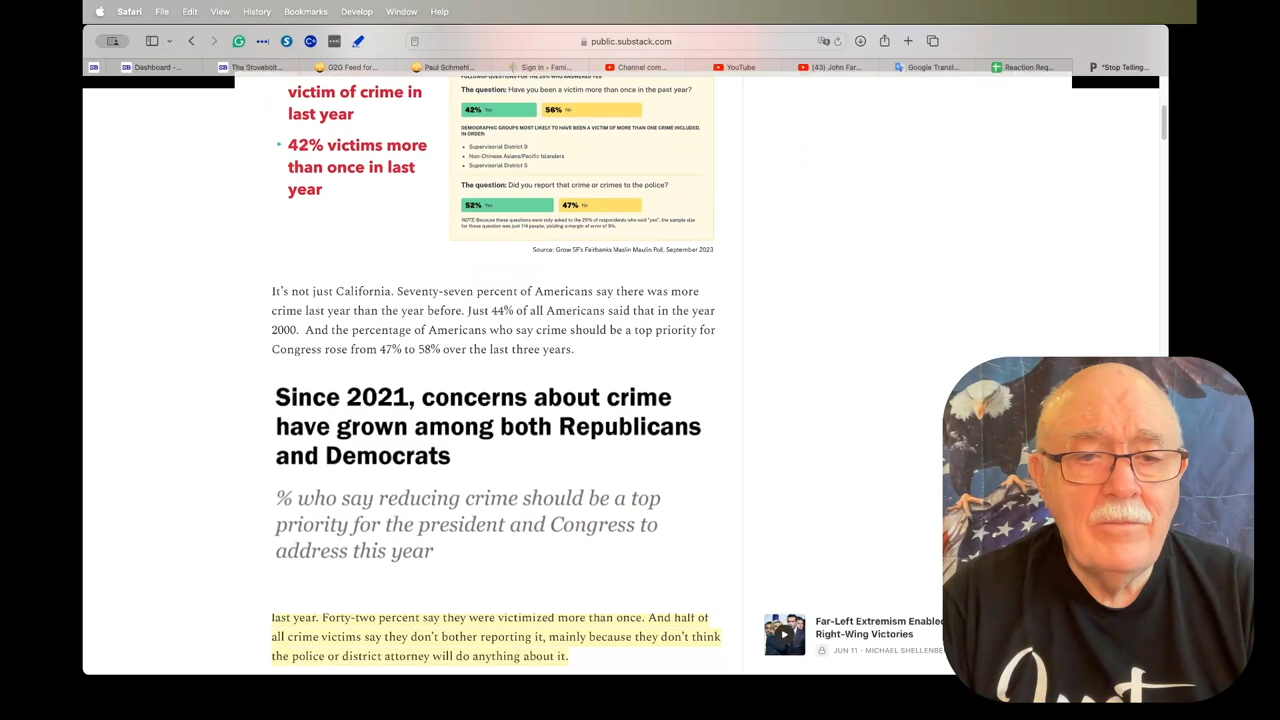 Safari File Edit View History Bookmarks Develop Window Help
public.substack.com
Dashboard -... The Stovebolt... G2G Feed for... Paul Schmehl... Sign In ‹ Fami... Channel com... YouTube (43) John Far... Google Transl... Reaction Req... "Stop Telling...
victim of crime in
last year
42% victims more
than once in last
year
FOLLOWUP QUESTIONS FOR THE 25% WHO ANSWERED YES
The question: Have you been a victim more than once in the past year?
42% Yes 56% No
DEMOGRAPHIC GROUPS MOST LIKELY TO HAVE BEEN A VICTIM OF MORE THAN ONE CRIME INCLUDED,
IN ORDER:
• Supervisorial District 9
• Non-Chinese Asians/Pacific Islanders
• Supervisorial District 5
The question: Did you report that crime or crimes to the police?
52% Yes 47% No
NOTE: Because these questions were only asked to the 25% of respondents who said "yes", the sample size
for these question was just 114 people, yielding a margin of error of 9%.
Source: Grow SF's Fairbanks Maslin Maulin Poll, September 2023
It's not just California. Seventy-seven percent of Americans say there was more
crime last year than the year before. Just 44% of all Americans said that in the year
2000. And the percentage of Americans who say crime should be a top priority for
Congress rose from 47% to 58% over the last three years.
Since 2021, concerns about crime
have grown among both Republicans
and Democrats
% who say reducing crime should be a top
priority for the president and Congress to
address this year
last year. Forty-two percent say they were victimized more than once. And half of
all crime victims say they don't bother reporting it, mainly because they don't think
the police or district attorney will do anything about it.
Far-Left Extremism Enabled
Right-Wing Victories
JUN 11 • MICHAEL SHELLENBE
Just